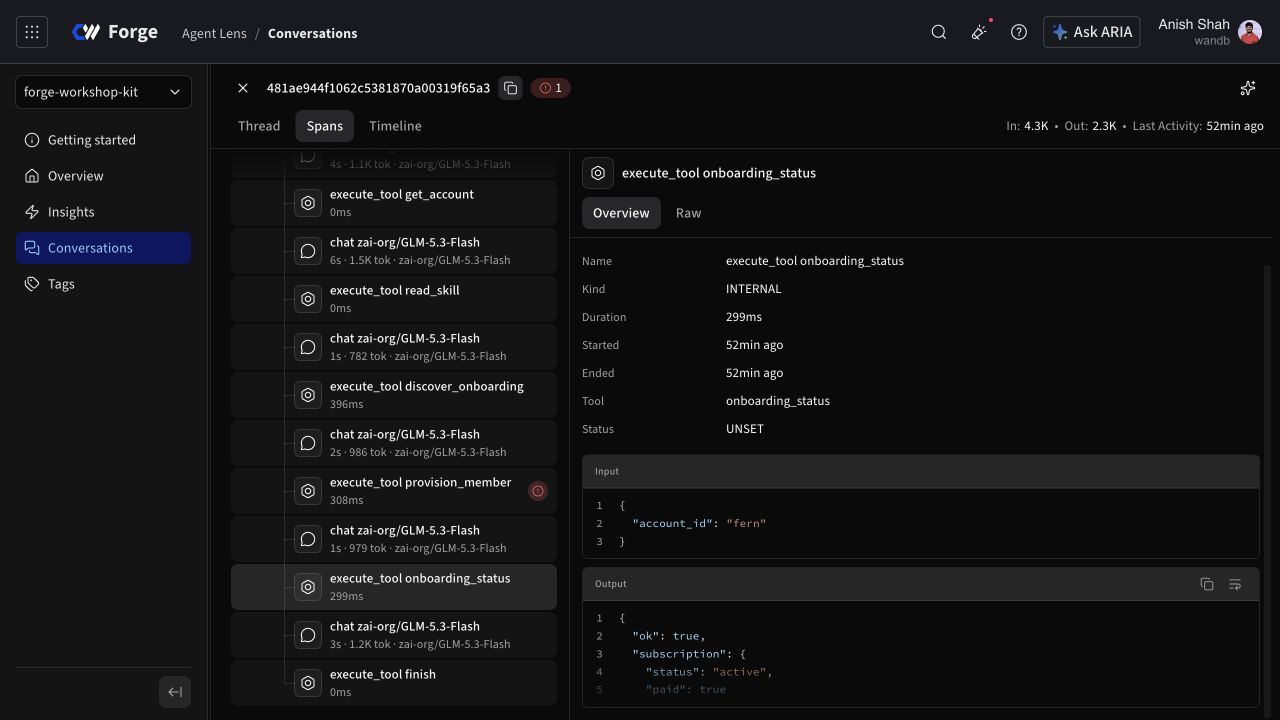 Forge
Agent Lens / Conversations
Ask ARIA
Anish Shah
wandb
forge-workshop-kit
Getting started
Overview
Insights
Conversations
Tags
481ae944f1062c5381870a00319f65a3
1
Thread
Spans
Timeline
In: 4.3K • Out: 2.3K • Last Activity: 52min ago
4s · 1.1K tok · zai-org/GLM-5.3-Flash
execute_tool get_account
0ms
chat zai-org/GLM-5.3-Flash
6s · 1.5K tok · zai-org/GLM-5.3-Flash
execute_tool read_skill
0ms
chat zai-org/GLM-5.3-Flash
1s · 782 tok · zai-org/GLM-5.3-Flash
execute_tool discover_onboarding
396ms
chat zai-org/GLM-5.3-Flash
2s · 986 tok · zai-org/GLM-5.3-Flash
execute_tool provision_member
308ms
chat zai-org/GLM-5.3-Flash
1s · 979 tok · zai-org/GLM-5.3-Flash
execute_tool onboarding_status
299ms
chat zai-org/GLM-5.3-Flash
3s · 1.2K tok · zai-org/GLM-5.3-Flash
execute_tool finish
0ms
execute_tool onboarding_status
Overview
Raw
Name execute_tool onboarding_status
Kind INTERNAL
Duration 299ms
Started 52min ago
Ended 52min ago
Tool onboarding_status
Status UNSET
Input
1 {
2 "account_id": "fern"
3 }
Output
1 {
2 "ok": true,
3 "subscription": {
4 "status": "active",
5 "paid": true